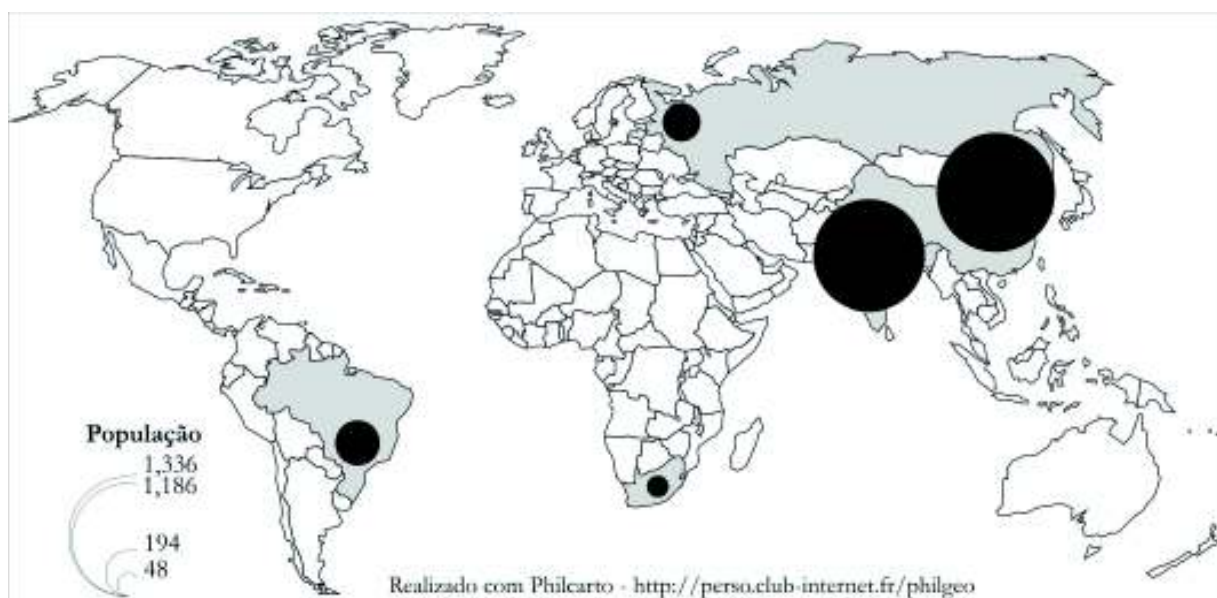 População
1,336
1,186
194
48
Realizado com Philcarto - http://perso.club-internet.fr/philgeo